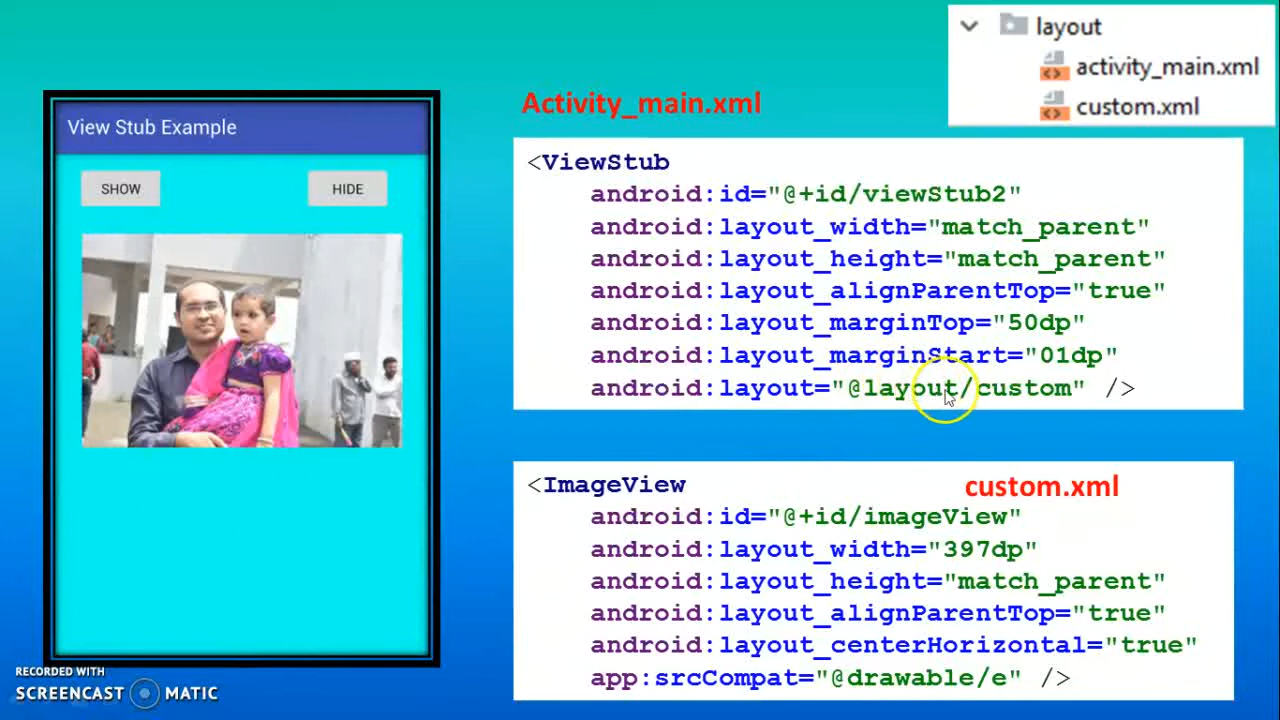 layout
activity_main.xml
custom.xml
Activity_main.xml
View Stub Example
SHOW
HIDE
<ViewStub
android:id="@+id/viewStub2"
android:layout_width="match_parent"
android:layout_height="match_parent"
android:layout_alignParentTop="true"
android:layout_marginTop="50dp"
android:layout_marginStart="01dp"
android:layout="@layout/custom" />
custom.xml
<ImageView
android:id="@+id/imageView"
android:layout_width="397dp"
android:layout_height="match_parent"
android:layout_alignParentTop="true"
android:layout_centerHorizontal="true"
app:srcCompat="@drawable/e" />
RECORDED WITH
SCREENCAST MATIC